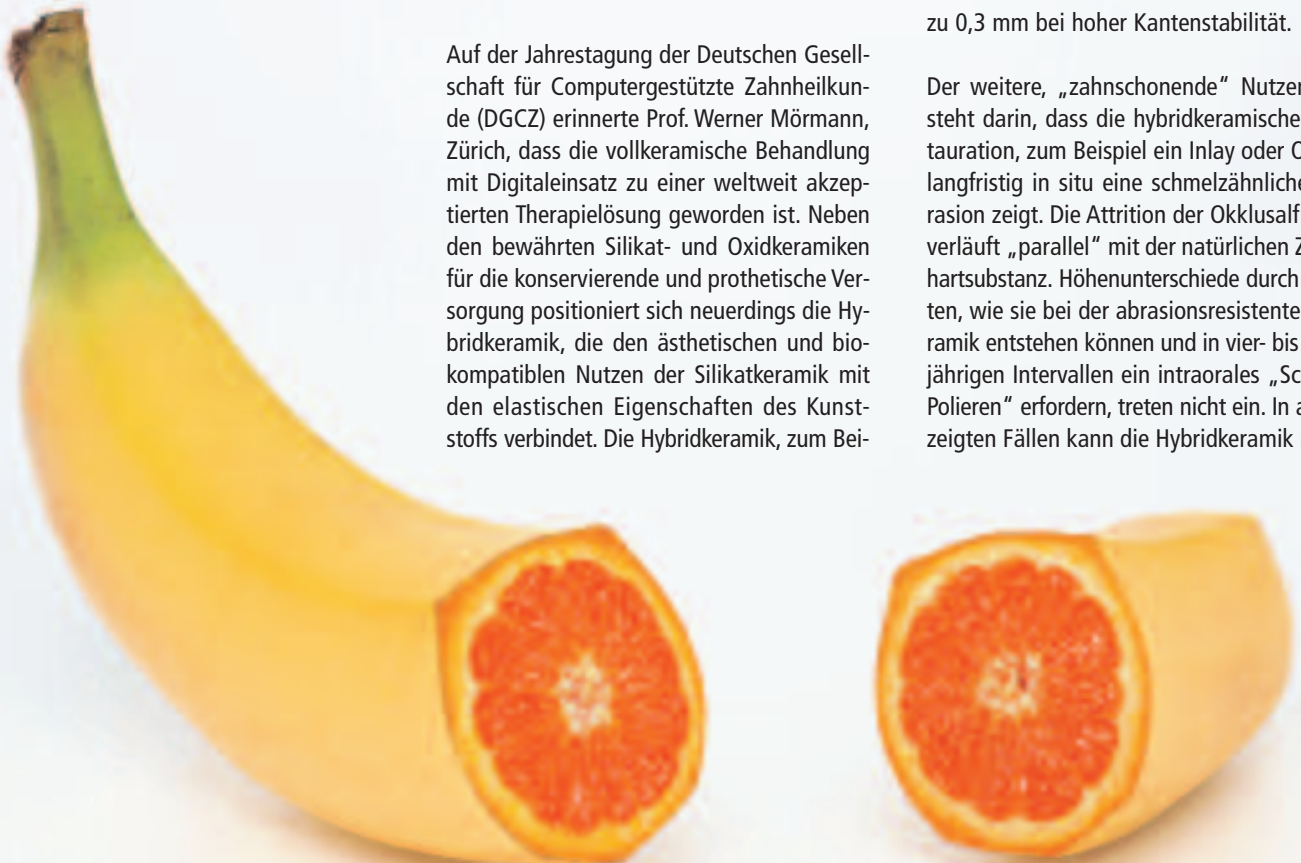 Auf der Jahrestagung der Deutschen Gesell-
schaft für Computergestützte Zahnheilkun-
de (DGCZ) erinnerte Prof. Werner Mörmann,
Zürich, dass die vollkeramische Behandlung
mit Digitaleinsatz zu einer weltweit akzep-
tierten Therapielösung geworden ist. Neben
den bewährten Silikat- und Oxidkeramiken
für die konservierende und prothetische Ver-
sorgung positioniert sich neuerdings die Hy-
bridkeramik, die den ästhetischen und bio-
kompatiblen Nutzen der Silikatkeramik mit
den elastischen Eigenschaften des Kunst-
stoffs verbindet. Die Hybridkeramik, zum Bei-
zu 0,3 mm bei hoher Kantenstabilität.
Der weitere, „zahnschonende“ Nutzen
steht darin, dass die hybridkeramische
tauration, zum Beispiel ein Inlay oder O
langfristig in situ eine schmelzähnliche
rasion zeigt. Die Attrition der Okklusalf
verläuft „parallel“ mit der natürlichen Z
hartsubstanz. Höhenunterschiede durch
ten, wie sie bei der abrasionsresistente
ramik entstehen können und in vier- bis
jährigen Intervallen ein intraorales „Sc
Polieren“ erfordern, treten nicht ein. In a
zeigten Fällen kann die Hybridkeramik